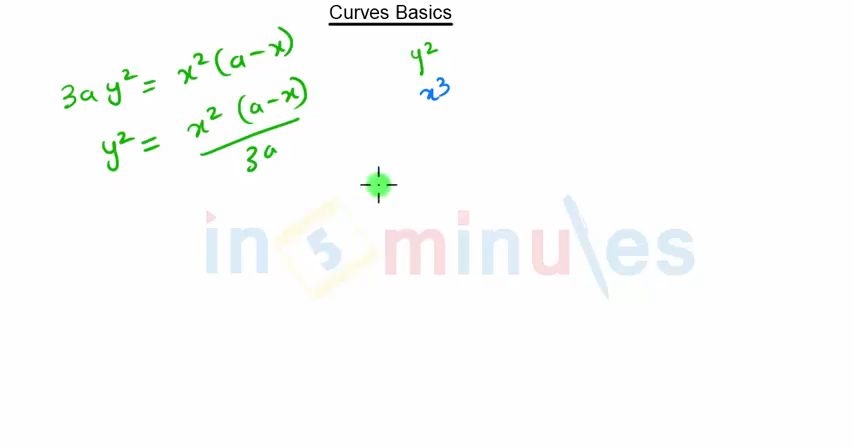 Curves Basics
3a y² = x² (a − x)
y² = x² (a − x) / 3a
y²
x³
in 5 minutes